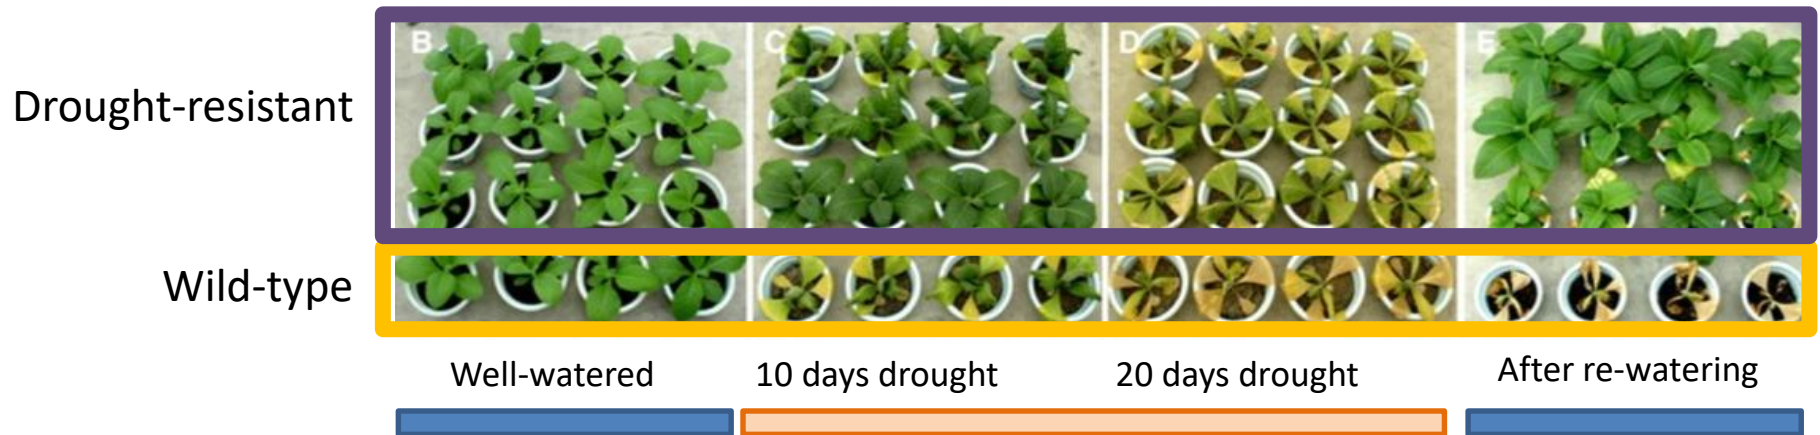 B C D E
Drought-resistant
Wild-type
Well-watered 10 days drought 20 days drought After re-watering